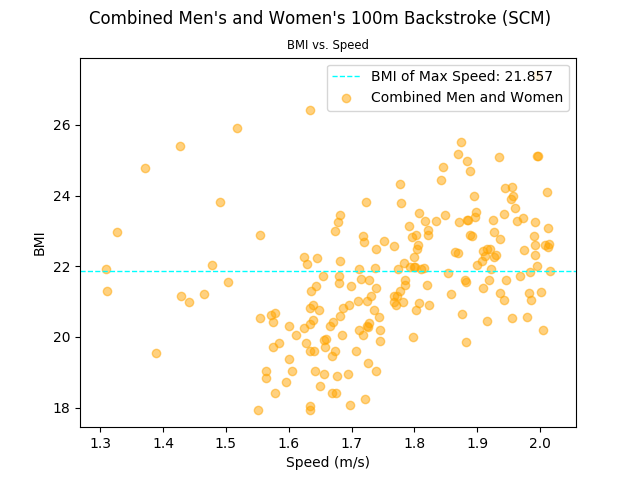 Combined Men's and Women's 100m Backstroke (SCM)
BMI vs. Speed
BMI of Max Speed: 21.857
Combined Men and Women
26
24
22
20
18
BMI
1.3 1.4 1.5 1.6 1.7 1.8 1.9 2.0
Speed (m/s)